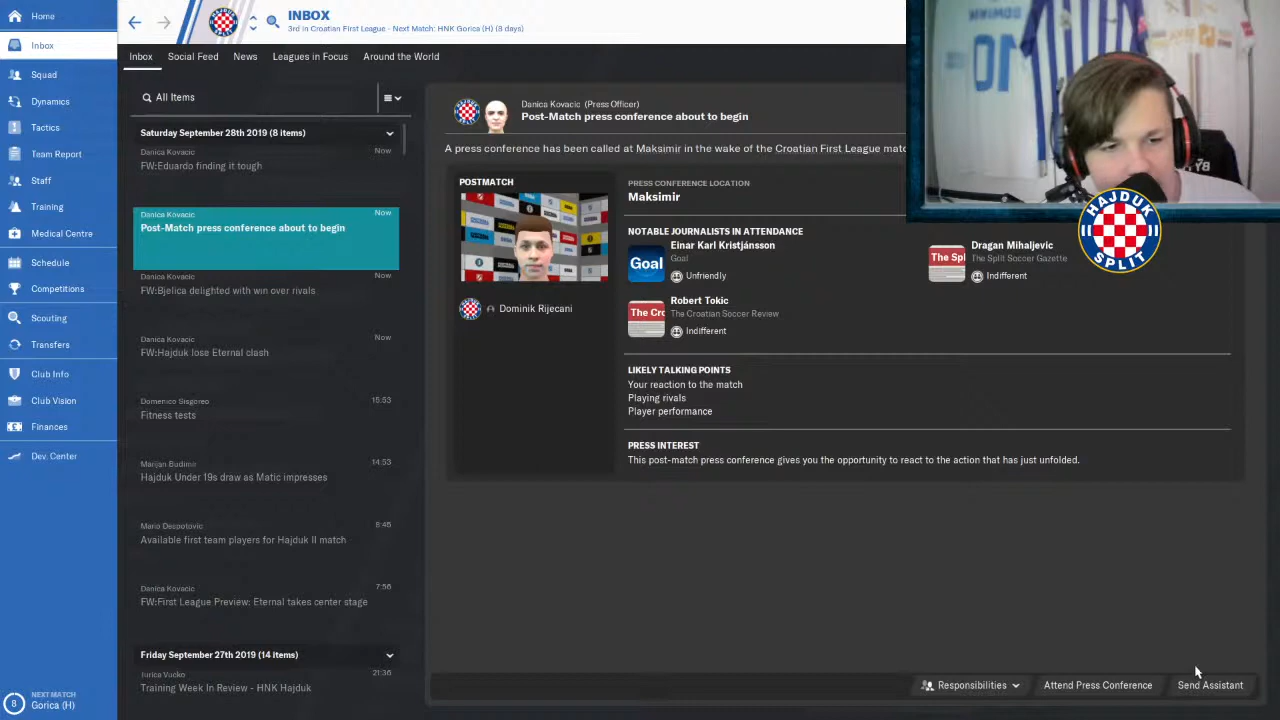 Home
Inbox
Squad
Dynamics
Tactics
Team Report
Staff
Training
Medical Centre
Schedule
Competitions
Scouting
Transfers
Club Info
Club Vision
Finances
Dev. Center
8
NEXT MATCH
Gorica (H)
INBOX
3rd in Croatian First League - Next Match: HNK Gorica (H) (8 days)
Inbox Social Feed News Leagues in Focus Around the World
All Items
Saturday September 28th 2019 (8 items)
Danica Kovacic Now
FW:Eduardo finding it tough
Danica Kovacic Now
Post-Match press conference about to begin
Danica Kovacic Now
FW:Bjelica delighted with win over rivals
Danica Kovacic Now
FW:Hajduk lose Eternal clash
Domenico Sisgoreo 15:53
Fitness tests
Marijan Budimir 14:53
Hajduk Under 19s draw as Matic impresses
Mario Despotovic 8:45
Available first team players for Hajduk II match
Danica Kovacic 7:56
FW:First League Preview: Eternal takes center stage
Friday September 27th 2019 (14 items)
Jurica Vucko 21:36
Training Week In Review - HNK Hajduk
Danica Kovacic (Press Officer)
Post-Match press conference about to begin
A press conference has been called at Maksimir in the wake of the Croatian First League matc
POSTMATCH
Dominik Rijecani
PRESS CONFERENCE LOCATION
Maksimir
NOTABLE JOURNALISTS IN ATTENDANCE
Goal
Einar Karl Kristjánsson
Goal
Unfriendly
The Spl
Dragan Mihaljevic
The Split Soccer Gazette
Indifferent
The Cro
Robert Tokic
The Croatian Soccer Review
Indifferent
LIKELY TALKING POINTS
Your reaction to the match
Playing rivals
Player performance
PRESS INTEREST
This post-match press conference gives you the opportunity to react to the action that has just unfolded.
Responsibilities Attend Press Conference Send Assistant
DOMINIK
10
HAJDUK
SPLIT